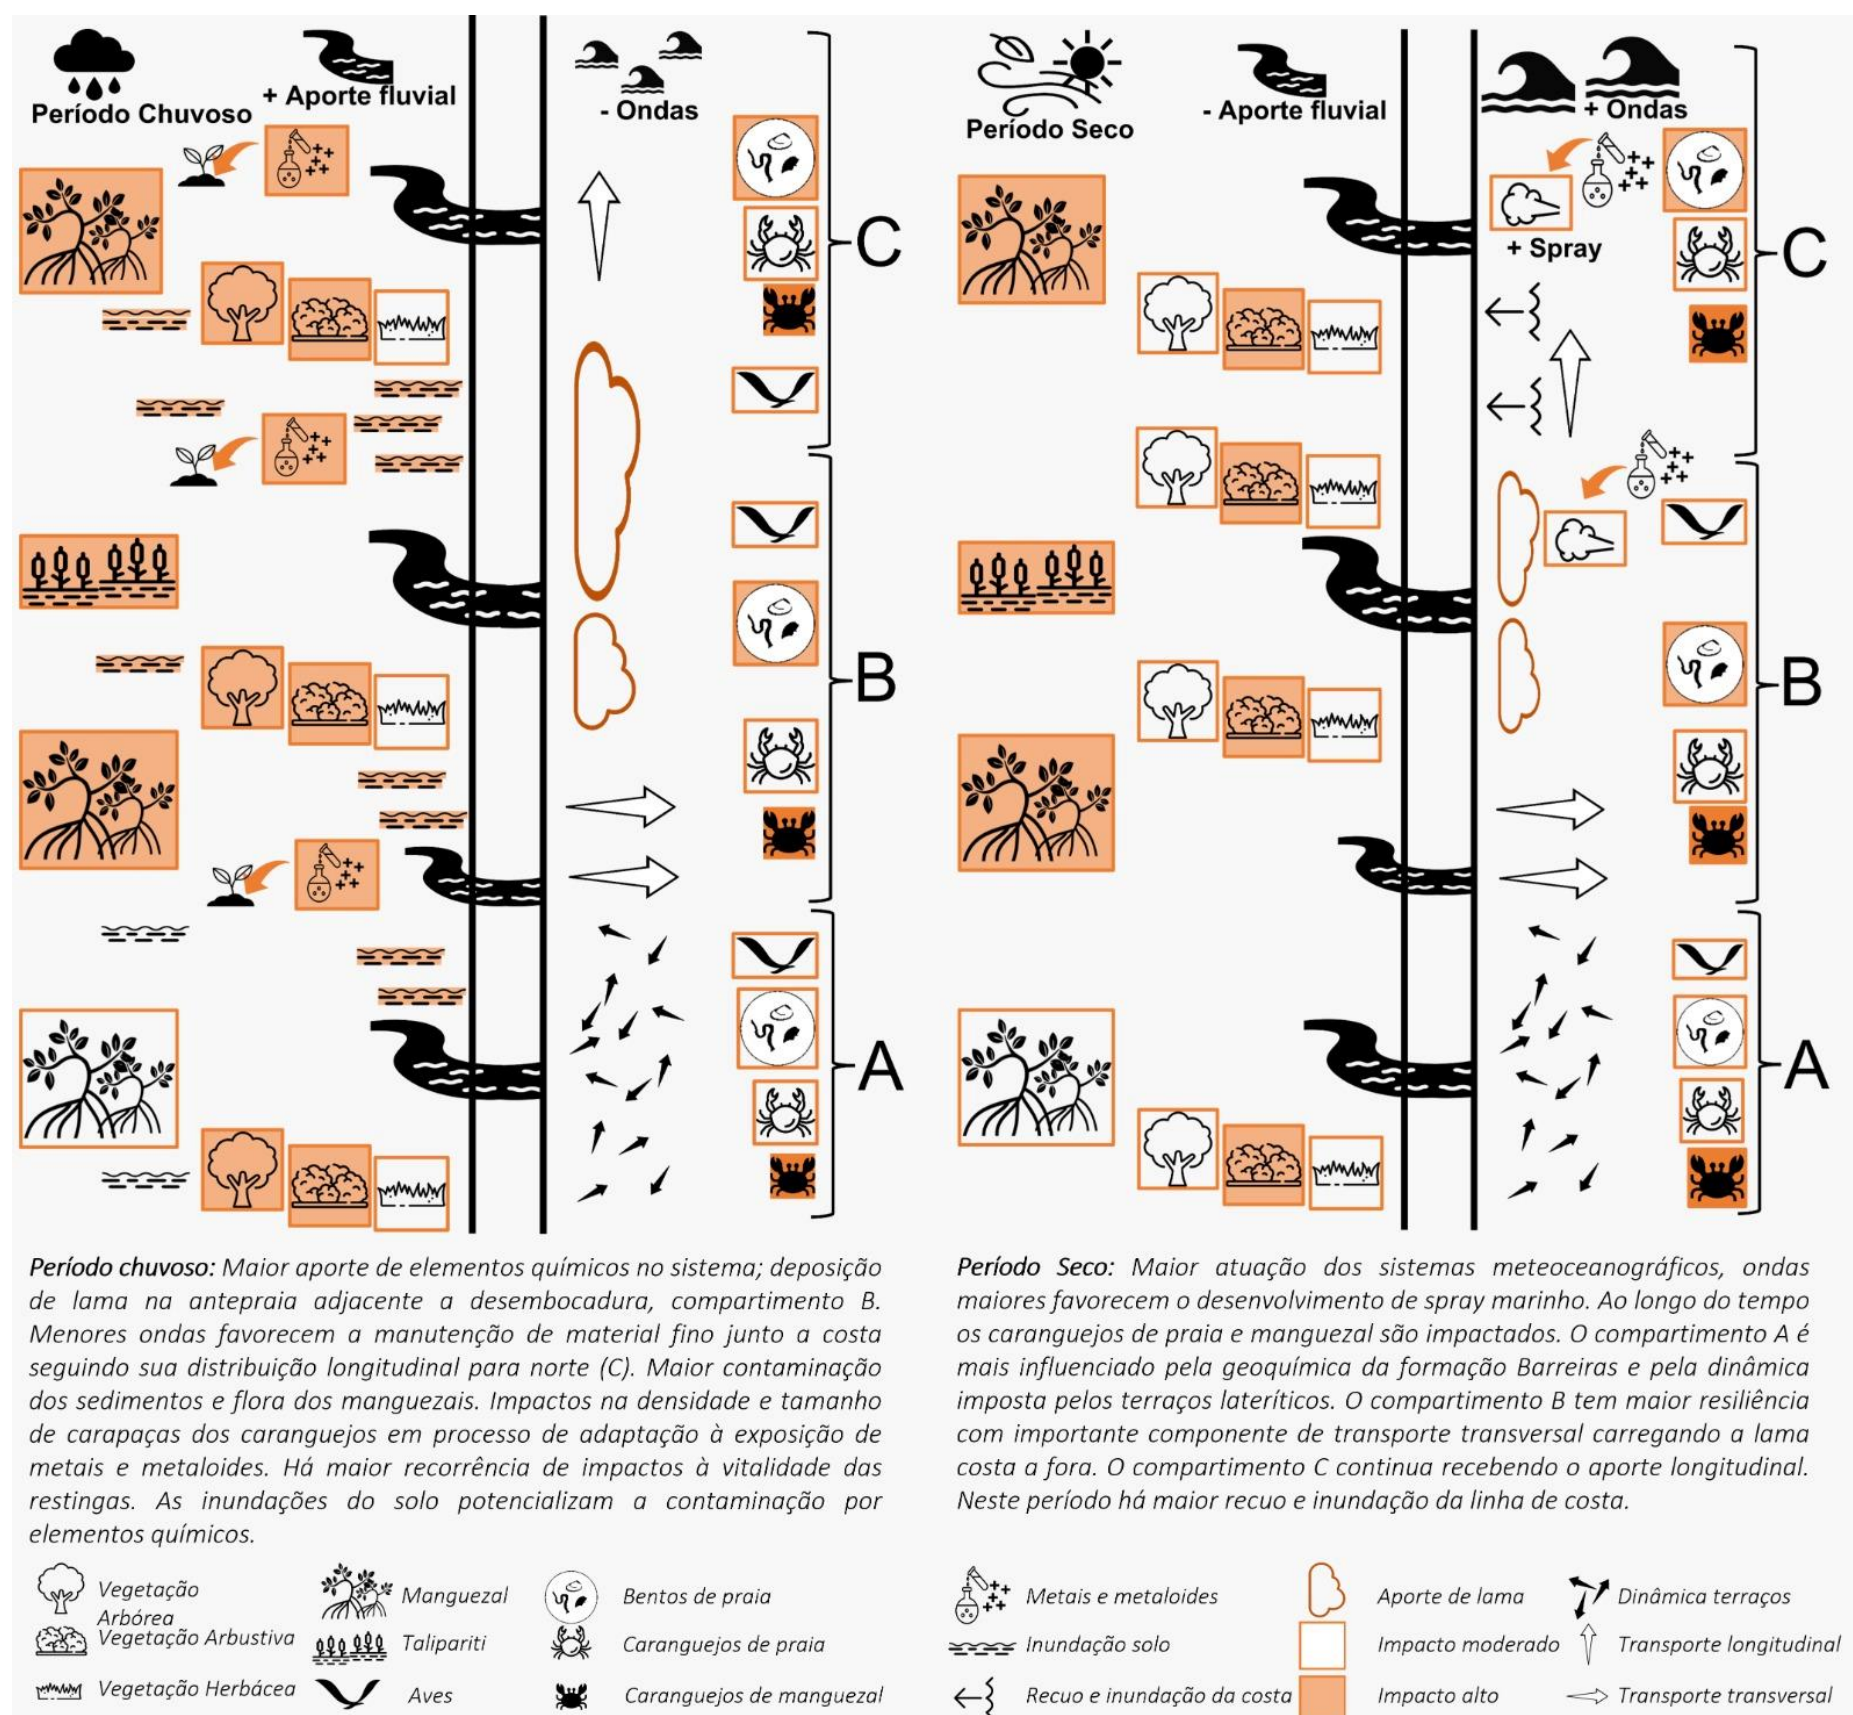 Período Chuvoso
+ Aporte fluvial
- Ondas
C
B
A
Período Seco
- Aporte fluvial
+ Ondas
+ Spray
C
B
A
Período chuvoso: Maior aporte de elementos químicos no sistema; deposição
de lama na antepraia adjacente a desembocadura, compartimento B.
Menores ondas favorecem a manutenção de material fino junto a costa
seguindo sua distribuição longitudinal para norte (C). Maior contaminação
dos sedimentos e flora dos manguezais. Impactos na densidade e tamanho
de carapaças dos caranguejos em processo de adaptação à exposição de
metais e metaloides. Há maior recorrência de impactos à vitalidade das
restingas. As inundações do solo potencializam a contaminação por
elementos químicos.
Período Seco: Maior atuação dos sistemas meteoceanográficos, ondas
maiores favorecem o desenvolvimento de spray marinho. Ao longo do tempo
os caranguejos de praia e manguezal são impactados. O compartimento A é
mais influenciado pela geoquímica da formação Barreiras e pela dinâmica
imposta pelos terraços lateríticos. O compartimento B tem maior resiliência
com importante componente de transporte transversal carregando a lama
costa a fora. O compartimento C continua recebendo o aporte longitudinal.
Neste período há maior recuo e inundação da linha de costa.
Vegetação
Arbórea
Vegetação Arbustiva
Vegetação Herbácea
Manguezal
Talipariti
Aves
Bentos de praia
Caranguejos de praia
Caranguejos de manguezal
Metais e metaloides
Inundação solo
Recuo e inundação da costa
Aporte de lama
Impacto moderado
Impacto alto
Dinâmica terraços
Transporte longitudinal
Transporte transversal